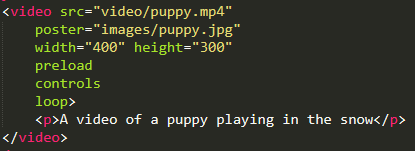 <video src="video/puppy.mp4"
poster="images/puppy.jpg"
width="400" height="300"
preload
controls
loop>
<p>A video of a puppy playing in the snow</p>
</video>